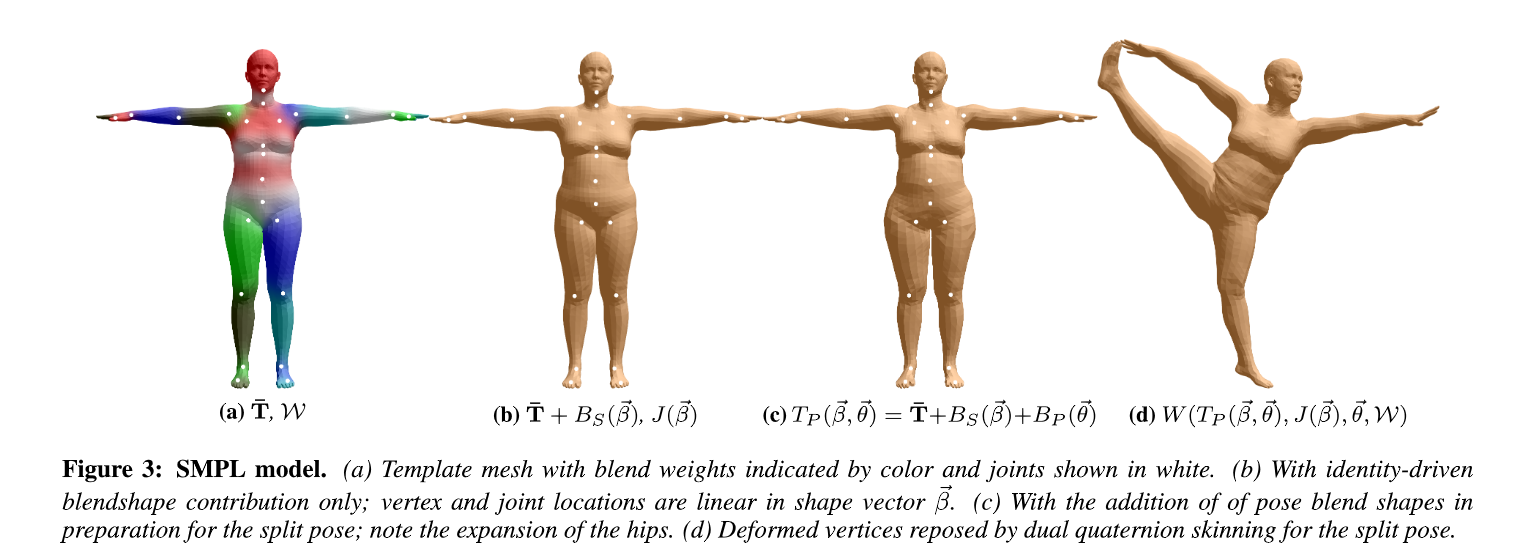 (a) T̄, 𝒲
(b) T̄ + B_S(β⃗), J(β⃗)
(c) T_P(β⃗, θ⃗) = T̄+B_S(β⃗)+B_P(θ⃗)
(d) W(T_P(β⃗, θ⃗), J(β⃗), θ⃗, 𝒲)
Figure 3: SMPL model. (a) Template mesh with blend weights indicated by color and joints shown in white. (b) With identity-driven
blendshape contribution only; vertex and joint locations are linear in shape vector β⃗. (c) With the addition of of pose blend shapes in
preparation for the split pose; note the expansion of the hips. (d) Deformed vertices reposed by dual quaternion skinning for the split pose.